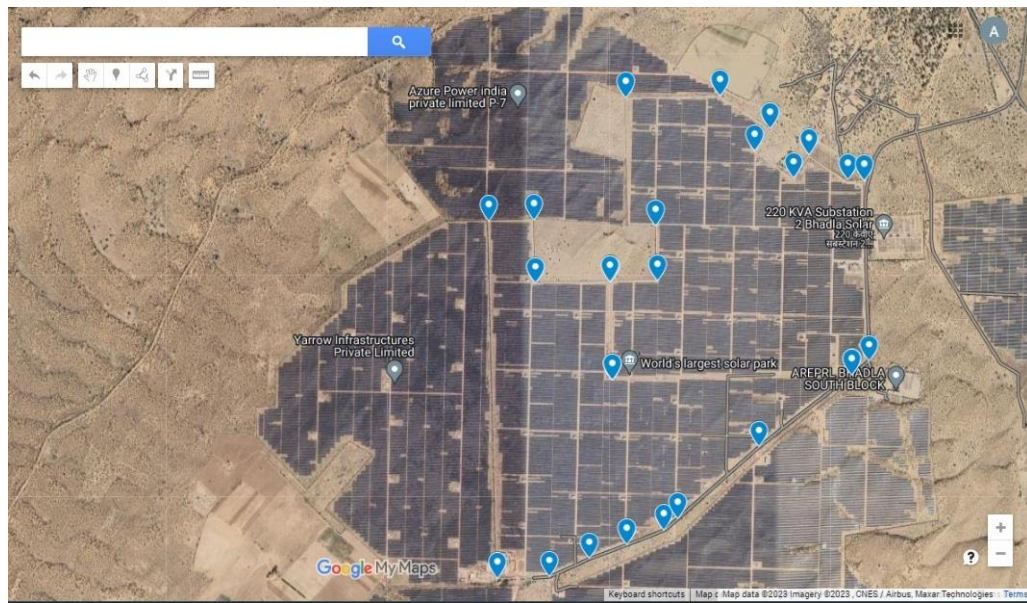 A
Azure Power india
private limited P-7
220 KVA Substation
2 Bhadla Solar
220 केवीए
सबस्टेशन 2...
Yarrow Infrastructures
Private Limited
World's largest solar park
AREPRL BHADLA
SOUTH BLOCK
+
?
−
Google My Maps
Keyboard shortcuts
Map d Map data ©2023 Imagery ©2023 , CNES / Airbus, Maxar Technologies
Terms